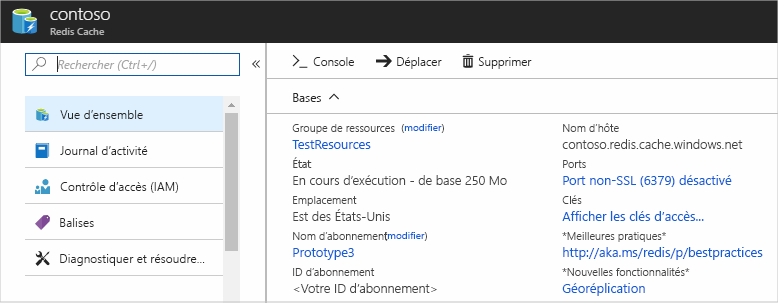 contoso
Redis Cache
Rechercher (Ctrl+/)
«
Vue d'ensemble
Journal d'activité
Contrôle d'accès (IAM)
Balises
Diagnostiquer et résoudre...
Console
Déplacer
Supprimer
Bases
Groupe de ressources (modifier)
TestResources
État
En cours d'exécution - de base 250 Mo
Emplacement
Est des États-Unis
Nom d'abonnement(modifier)
Prototype3
ID d'abonnement
<Votre ID d'abonnement>
Nom d'hôte
contoso.redis.cache.windows.net
Ports
Port non-SSL (6379) désactivé
Clés
Afficher les clés d'accès...
*Meilleures pratiques*
http://aka.ms/redis/p/bestpractices
*Nouvelles fonctionnalités*
Géoréplication